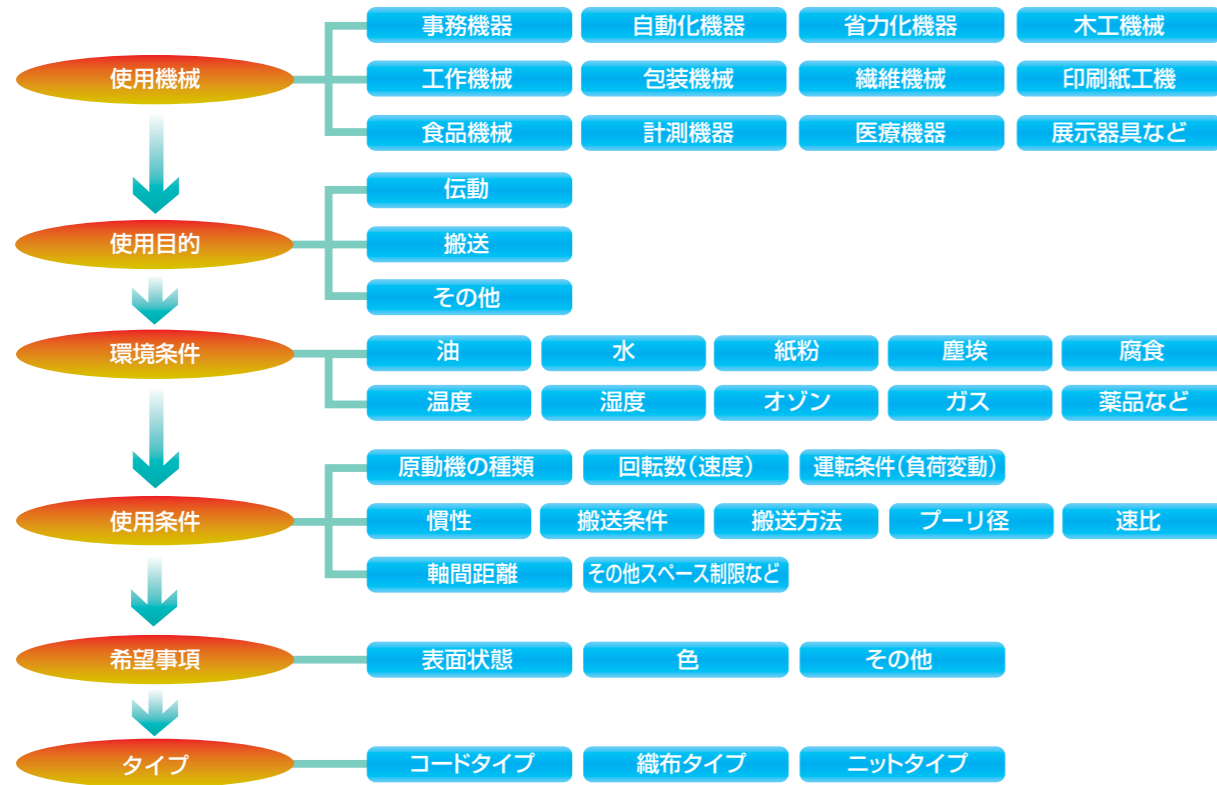 使用機械
事務機器 自動化機器 省力化機器 木工機械
工作機械 包装機械 繊維機械 印刷紙工機
食品機械 計測機器 医療機器 展示器具など
使用目的
伝動
搬送
その他
環境条件
油 水 紙粉 塵埃 腐食
温度 湿度 オゾン ガス 薬品など
使用条件
原動機の種類 回転数(速度) 運転条件(負荷変動)
慣性 搬送条件 搬送方法 プーリ径 速比
軸間距離 その他スペース制限など
希望事項
表面状態 色 その他
タイプ
コードタイプ 織布タイプ ニットタイプ